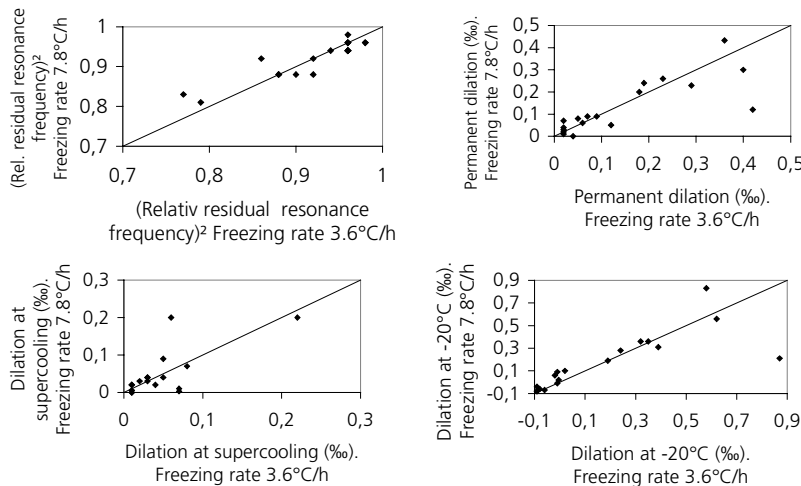 (Rel. residual resonance
frequency)²
Freezing rate 7.8°C/h
1
0,9
0,8
0,7
0,7
0,8
0,9
1
(Relativ residual resonance
frequency)² Freezing rate 3.6°C/h
Permanent dilation (‰).
Freezing rate 7.8°C/h
0,5
0,4
0,3
0,2
0,1
0
0
0,1
0,2
0,3
0,4
0,5
Permanent dilation (‰).
Freezing rate 3.6°C/h
Dilation at
supercooling (‰).
Freezing rate 7.8°C/h
0,3
0,2
0,1
0
0
0,1
0,2
0,3
Dilation at supercooling (‰).
Freezing rate 3.6°C/h
Dilation at -20°C (‰).
Freezing rate 7.8°C/h
0,9
0,7
0,5
0,3
0,1
-0,1
-0,1
0,1
0,3
0,5
0,7
0,9
Dilation at -20°C (‰).
Freezing rate 3.6°C/h